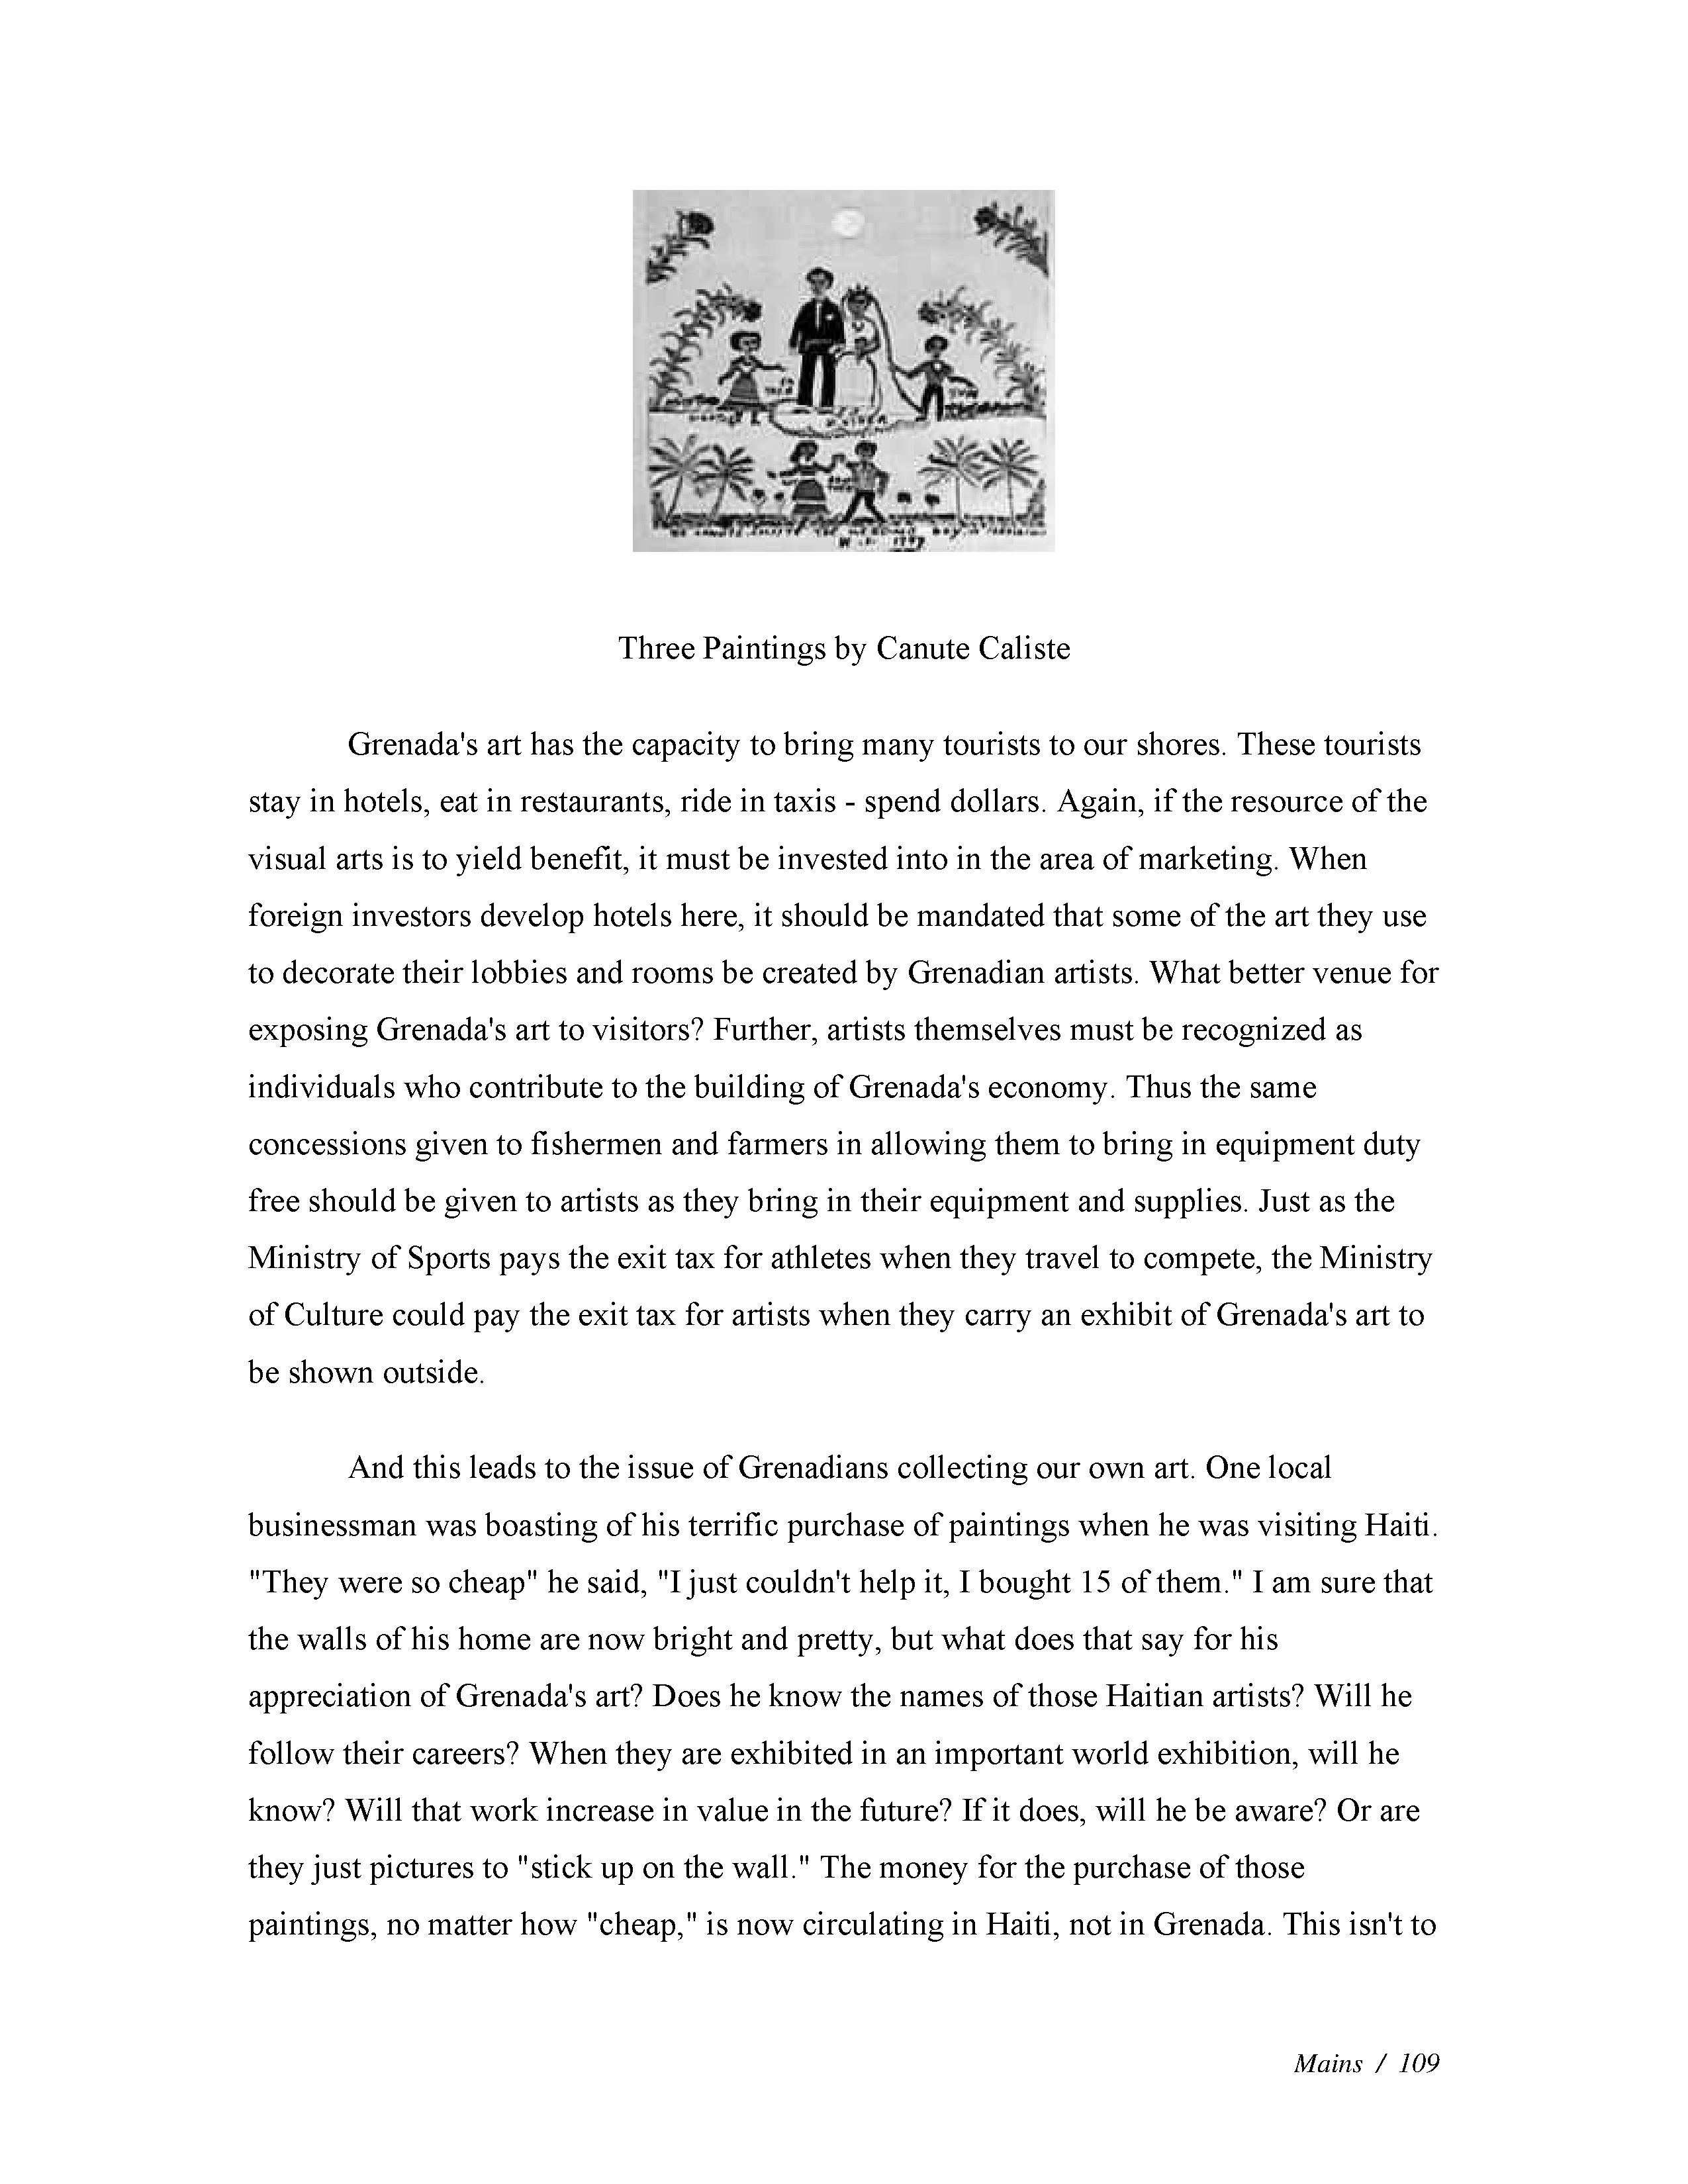 W.I. 1997
Three Paintings by Canute Caliste
Grenada's art has the capacity to bring many tourists to our shores. These tourists
stay in hotels, eat in restaurants, ride in taxis - spend dollars. Again, if the resource of the
visual arts is to yield benefit, it must be invested into in the area of marketing. When
foreign investors develop hotels here, it should be mandated that some of the art they use
to decorate their lobbies and rooms be created by Grenadian artists. What better venue for
exposing Grenada's art to visitors? Further, artists themselves must be recognized as
individuals who contribute to the building of Grenada's economy. Thus the same
concessions given to fishermen and farmers in allowing them to bring in equipment duty
free should be given to artists as they bring in their equipment and supplies. Just as the
Ministry of Sports pays the exit tax for athletes when they travel to compete, the Ministry
of Culture could pay the exit tax for artists when they carry an exhibit of Grenada's art to
be shown outside.
And this leads to the issue of Grenadians collecting our own art. One local
businessman was boasting of his terrific purchase of paintings when he was visiting Haiti.
"They were so cheap" he said, "I just couldn't help it, I bought 15 of them." I am sure that
the walls of his home are now bright and pretty, but what does that say for his
appreciation of Grenada's art? Does he know the names of those Haitian artists? Will he
follow their careers? When they are exhibited in an important world exhibition, will he
know? Will that work increase in value in the future? If it does, will he be aware? Or are
they just pictures to "stick up on the wall." The money for the purchase of those
paintings, no matter how "cheap," is now circulating in Haiti, not in Grenada. This isn't to
Mains / 109